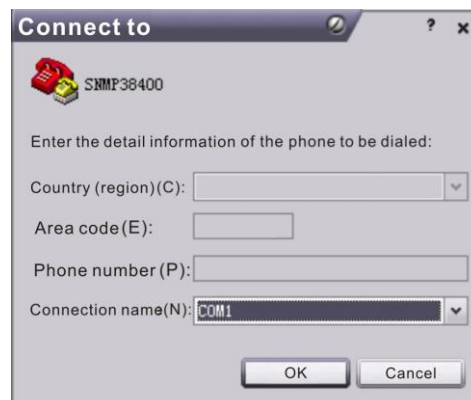 Connect to
SNMP38400
Enter the detail information of the phone to be dialed:
Country (region)(C):
Area code(E):
Phone number (P):
Connection name(N): COM1
OK Cancel